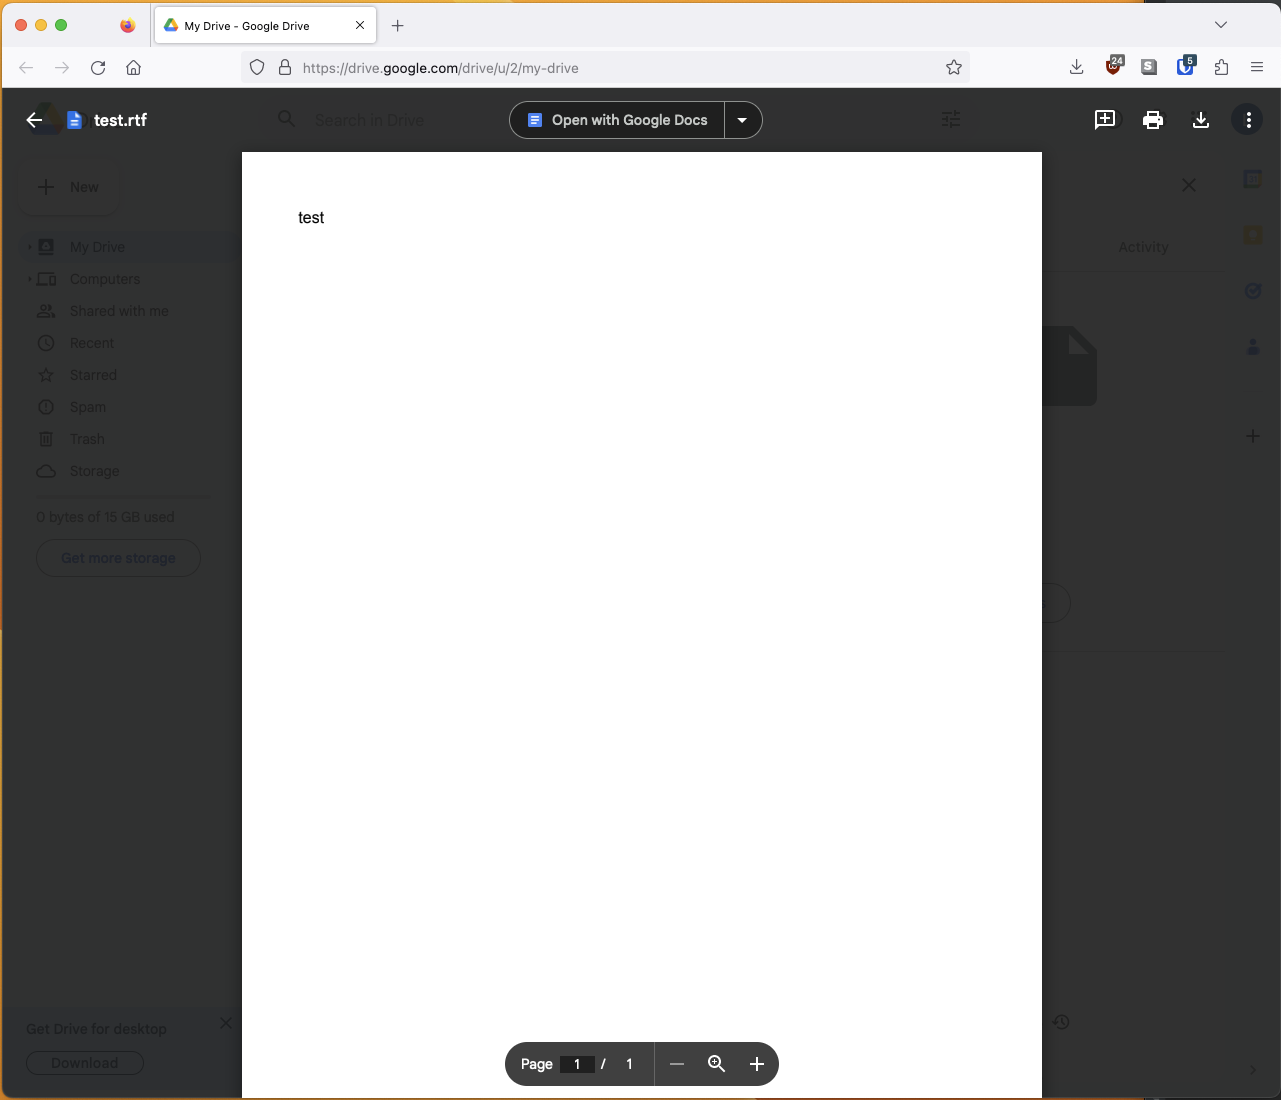 My Drive - Google Drive
https://drive.google.com/drive/u/2/my-drive
24
S
5
test.rtf
Search in Drive
Open with Google Docs
New
test
My Drive
Activity
Computers
Shared with me
Recent
Starred
Spam
Trash
Storage
0 bytes of 15 GB used
Get more storage
Get Drive for desktop
Download
Page 1 / 1